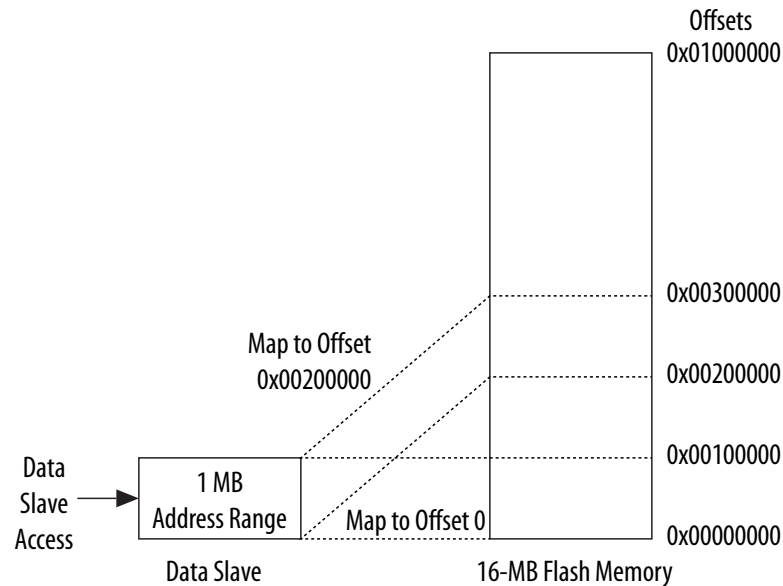 Offsets
0x01000000
0x00300000
Map to Offset
0x00200000
0x00200000
0x00100000
Data
Slave
Access
1 MB
Address Range
Map to Offset 0
0x00000000
Data Slave
16-MB Flash Memory